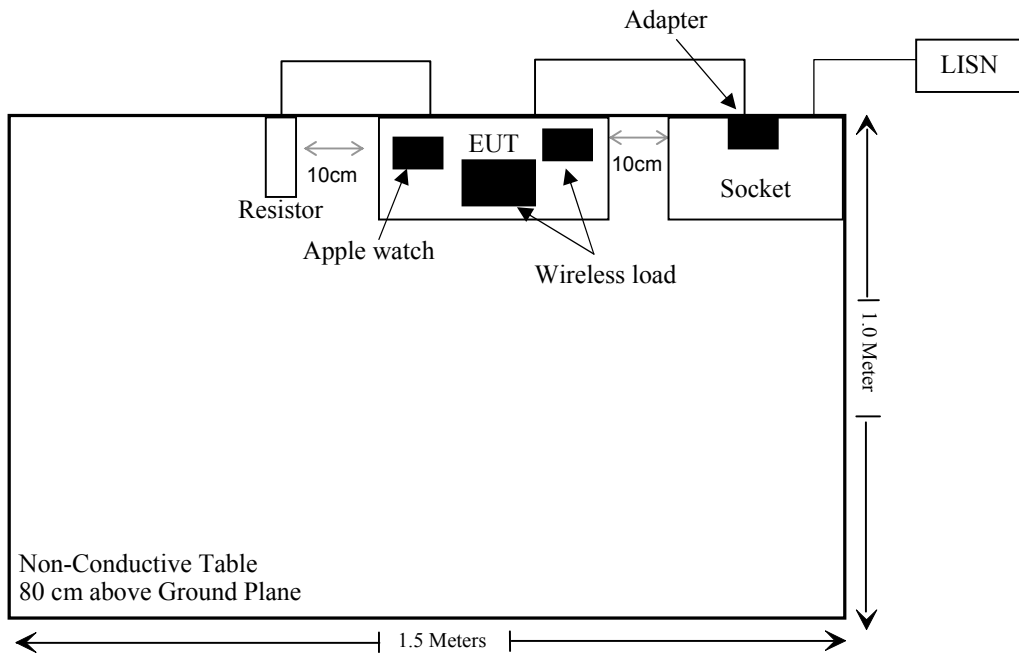 Adapter
LISN
EUT
10cm
10cm
Socket
Resistor
Apple watch
Wireless load
1.0 Meter
Non-Conductive Table
80 cm above Ground Plane
1.5 Meters